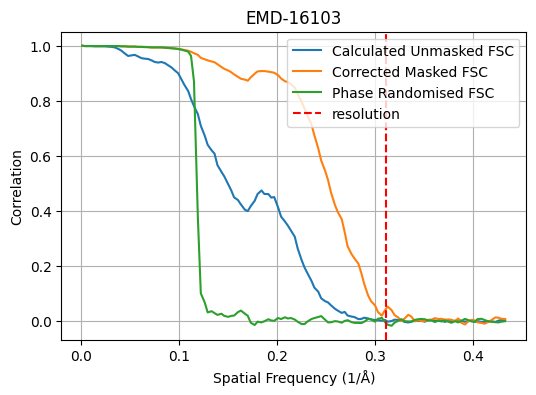 EMD-16103
Calculated Unmasked FSC
Corrected Masked FSC
Phase Randomised FSC
resolution
Correlation
1.0
0.8
0.6
0.4
0.2
0.0
0.0 0.1 0.2 0.3 0.4
Spatial Frequency (1/Å)